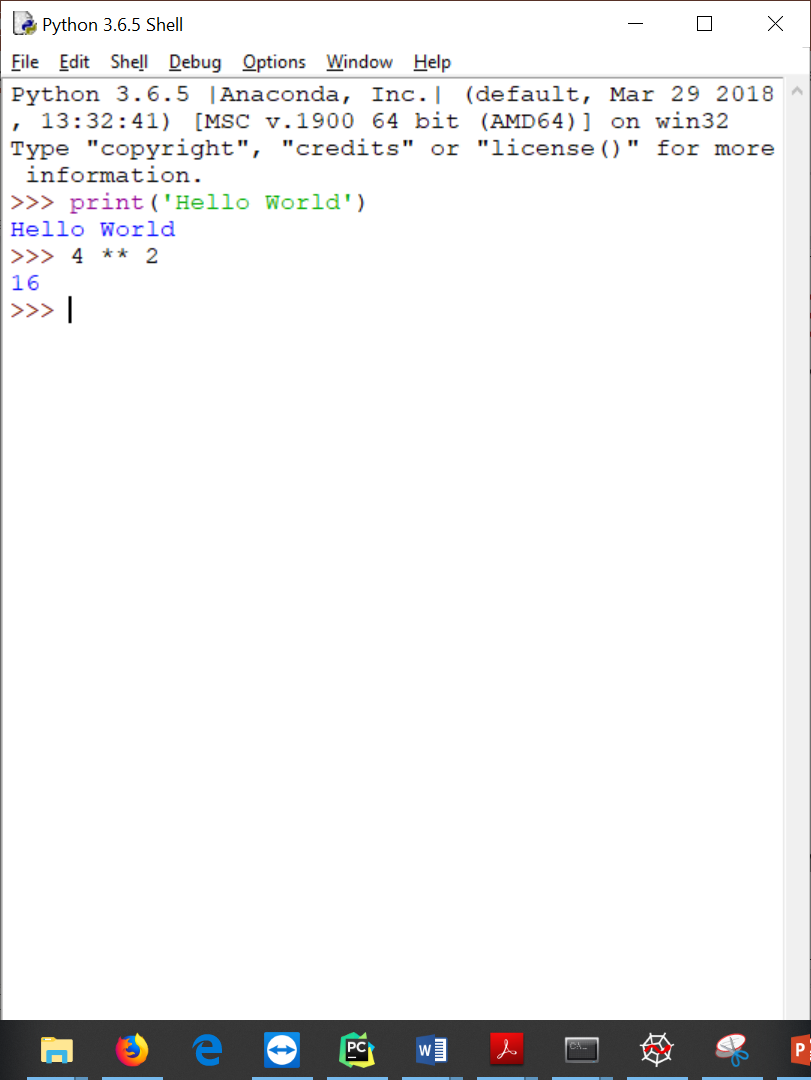 Python 3.6.5 Shell
File Edit Shell Debug Options Window Help
Python 3.6.5 |Anaconda, Inc.| (default, Mar 29 2018
, 13:32:41) [MSC v.1900 64 bit (AMD64)] on win32
Type "copyright", "credits" or "license()" for more
 information.
>>> print('Hello World')
Hello World
>>> 4 ** 2
16
>>>
PC W P